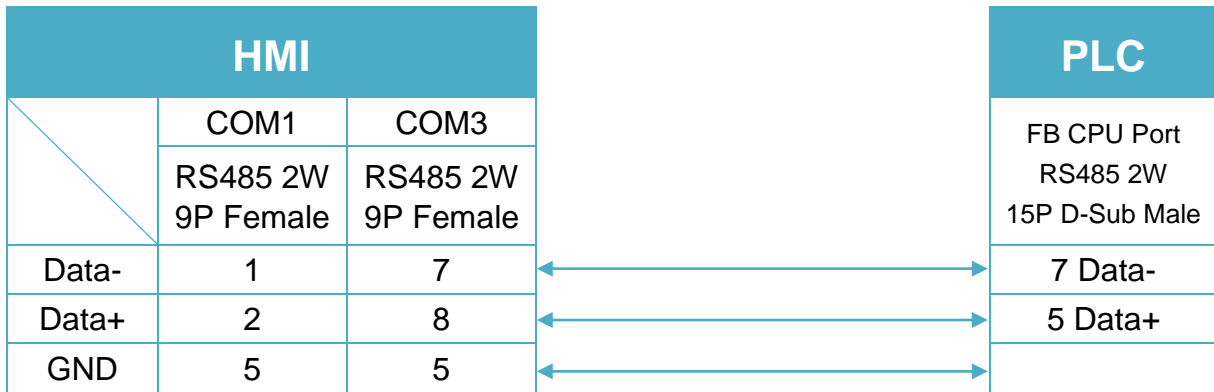 HMI PLC
COM1 COM3
FB CPU Port
RS485 2W
15P D-Sub Male
RS485 2W
9P Female
RS485 2W
9P Female
Data- 1 7 7 Data-
Data+ 2 8 5 Data+
GND 5 5